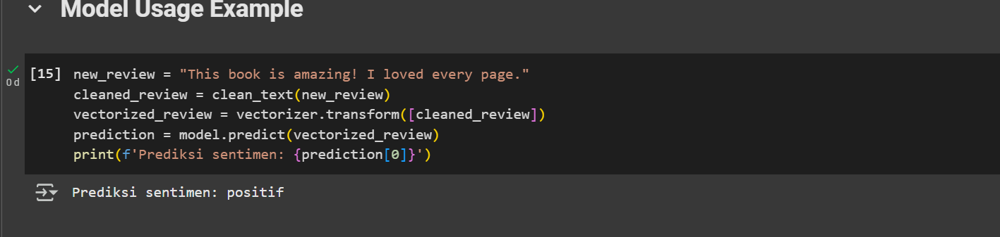 Model Usage Example
[15] new_review = "This book is amazing! I loved every page."
0 d cleaned_review = clean_text(new_review)
vectorized_review = vectorizer.transform([cleaned_review])
prediction = model.predict(vectorized_review)
print(f'Prediksi sentimen: {prediction[0]}')
Prediksi sentimen: positif